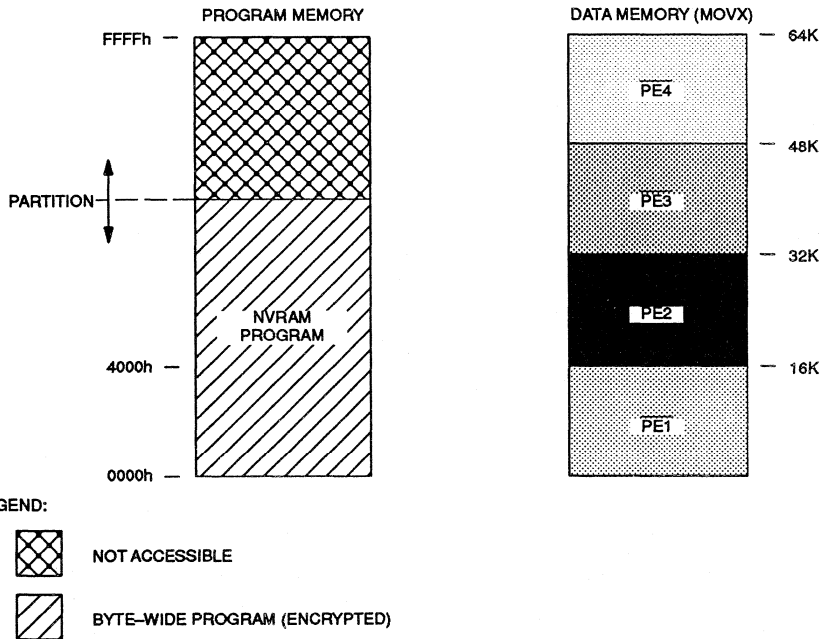 PROGRAM MEMORY
DATA MEMORY (MOVX)
FFFFh
64K
PE4
48K
PARTITION
PE3
32K
NVRAM
PROGRAM
PE2
4000h
16K
PE1
0000h
GEND:
NOT ACCESSIBLE
BYTE–WIDE PROGRAM (ENCRYPTED)